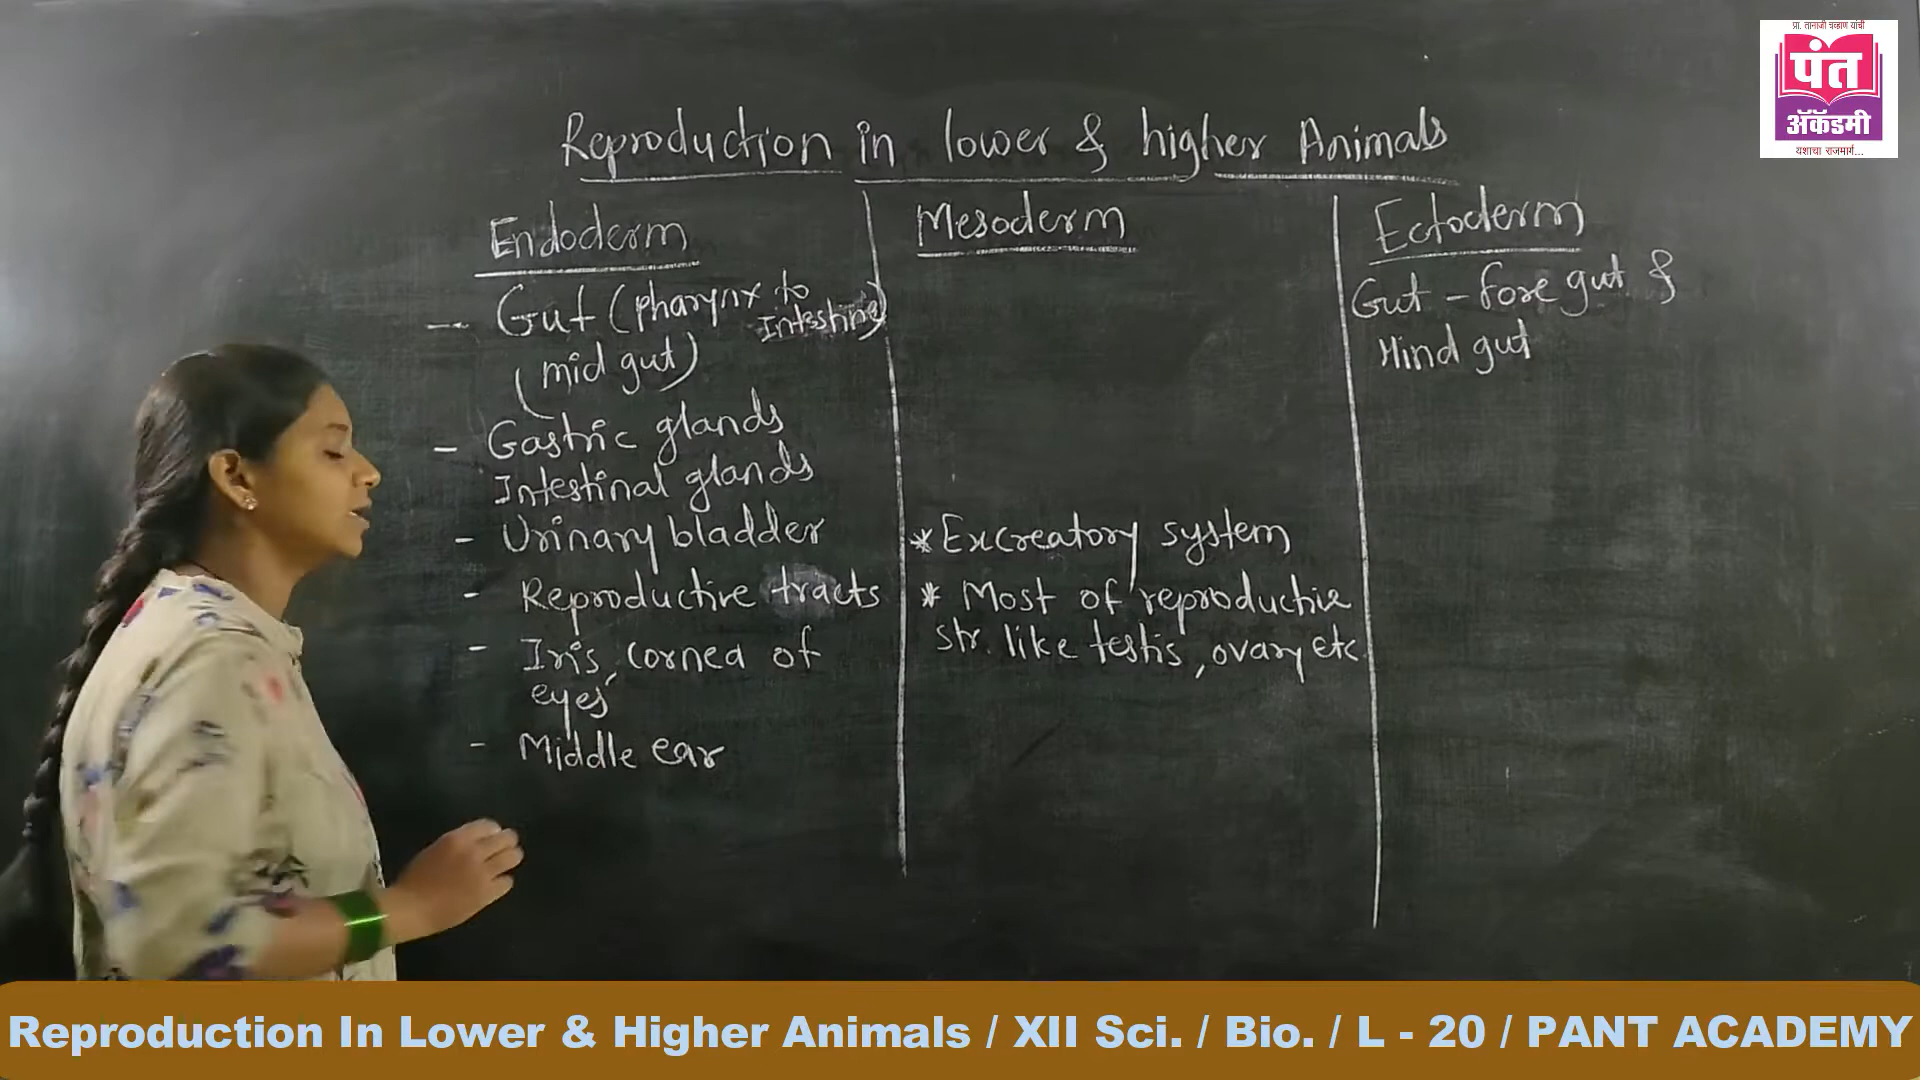 प्रा. तानाजी चव्हाण यांची
पंत
अ‍ॅकॅडमी
यशाचा राजमार्ग...
Reproduction in lower & higher Animals
Endoderm
— Gut (pharynx to
Intestine)
(mid gut)
- Gastric glands
Intestinal glands
- Urinary bladder
- Reproductive tracts
- Iris, cornea of
eyes
- Middle ear
Mesoderm
* Excreatory system
* Most of reproductive
str. like testis, ovary etc.
Ectoderm
Gut - fore gut &
Hind gut
Reproduction In Lower & Higher Animals / XII Sci. / Bio. / L - 20 / PANT ACADEMY